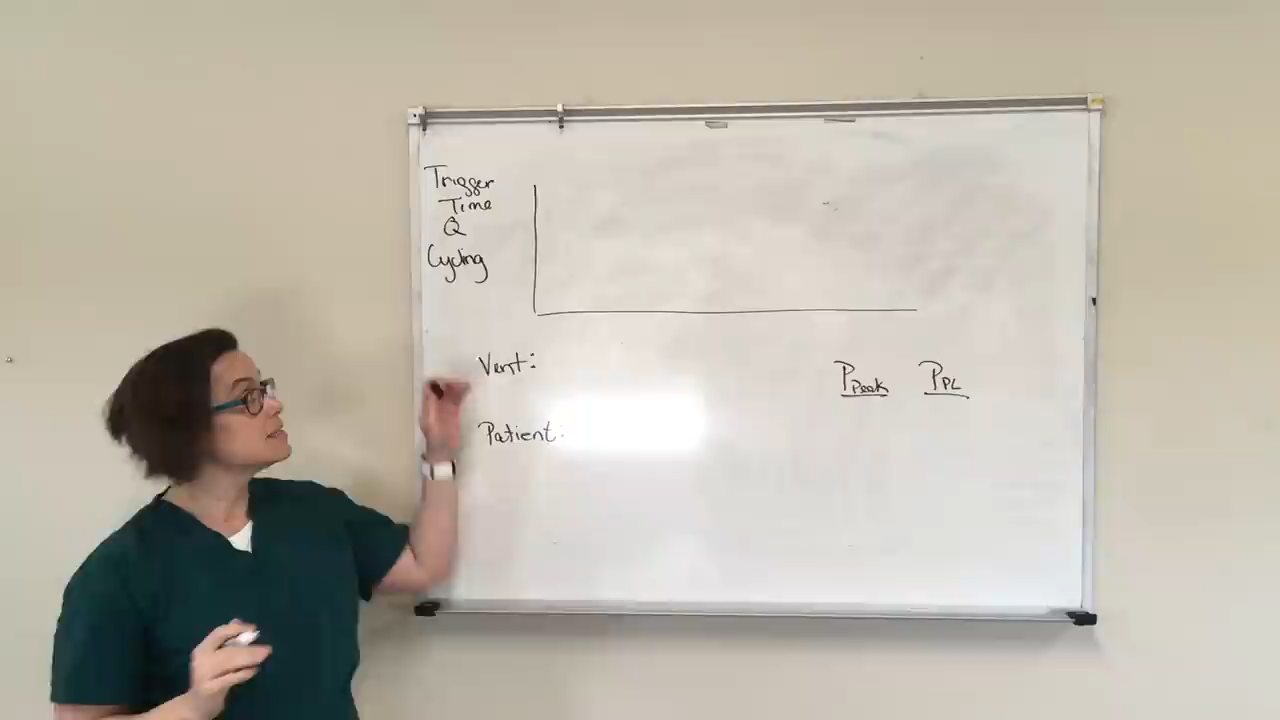 Trigger
Time
Q
Cycling
Vent:
PPeak PPL
Patient: